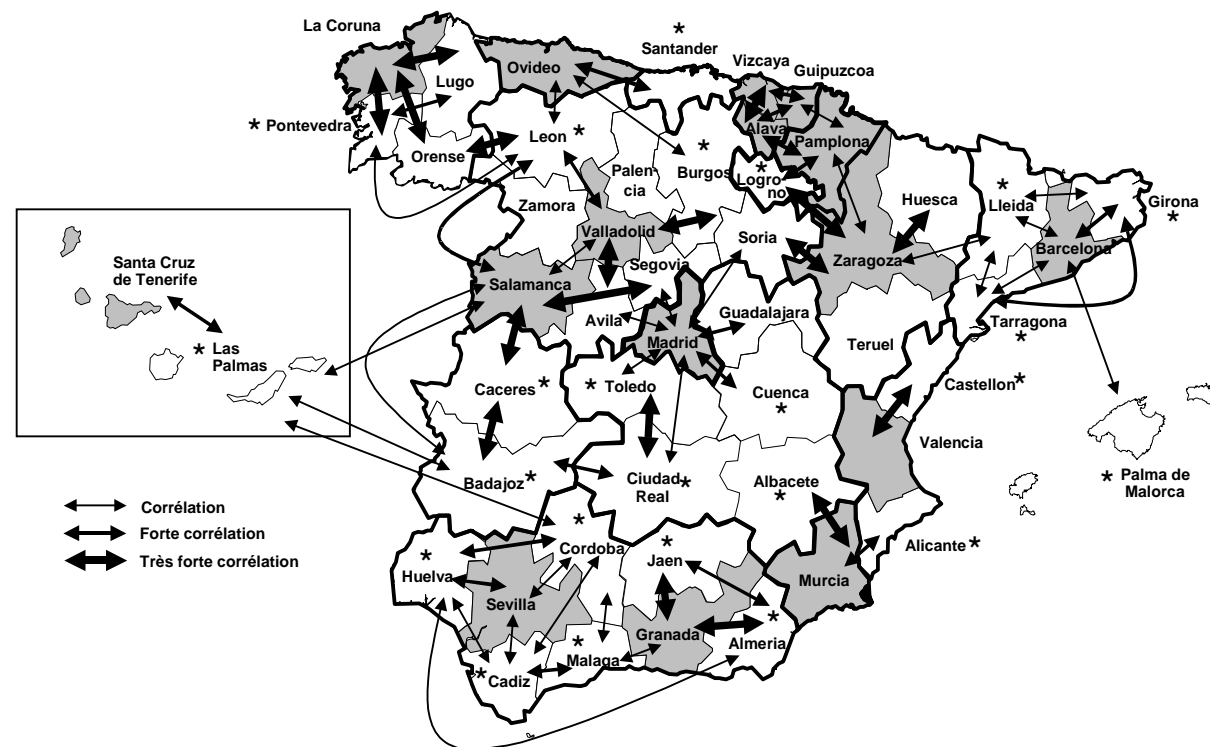 La Coruna
*
Santander
Ovideo
Vizcaya
Guipuzcoa
Lugo
* Pontevedra
Leon *
Alava
Pamplona
Orense
Palen-
cia
*
Burgos
*
Logro
no
Huesca
*
Lleida
Girona
*
Zamora
Valladolid
Soria
Barcelona
Zaragoza
Santa Cruz
de Tenerife
Segovia
Salamanca
Guadalajara
Avila
Madrid
Tarragona
*
Teruel
* Las
Palmas
Caceres *
* Toledo
Cuenca
*
Castellon *
Valencia
Badajoz *
Ciudad *
Real
Albacete
*
* Palma de
Malorca
Corrélation
Forte corrélation
Très forte corrélation
*
Cordoba
*
Huelva
*
Jaen
Alicante *
Murcia
Sevilla
*
Almeria
Granada
*
Malaga
* Cadiz